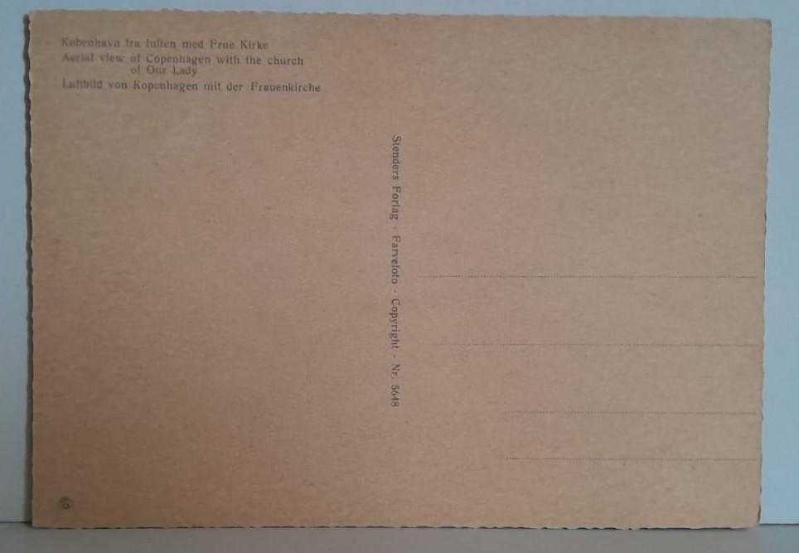 København fra luften med Frue Kirke
Aerial view of Copenhagen with the church
of Our Lady
Luftbild von Kopenhagen mit der Frauenkirche
Stenders Forlag · Farvefoto · Copyright · Nr. 5648